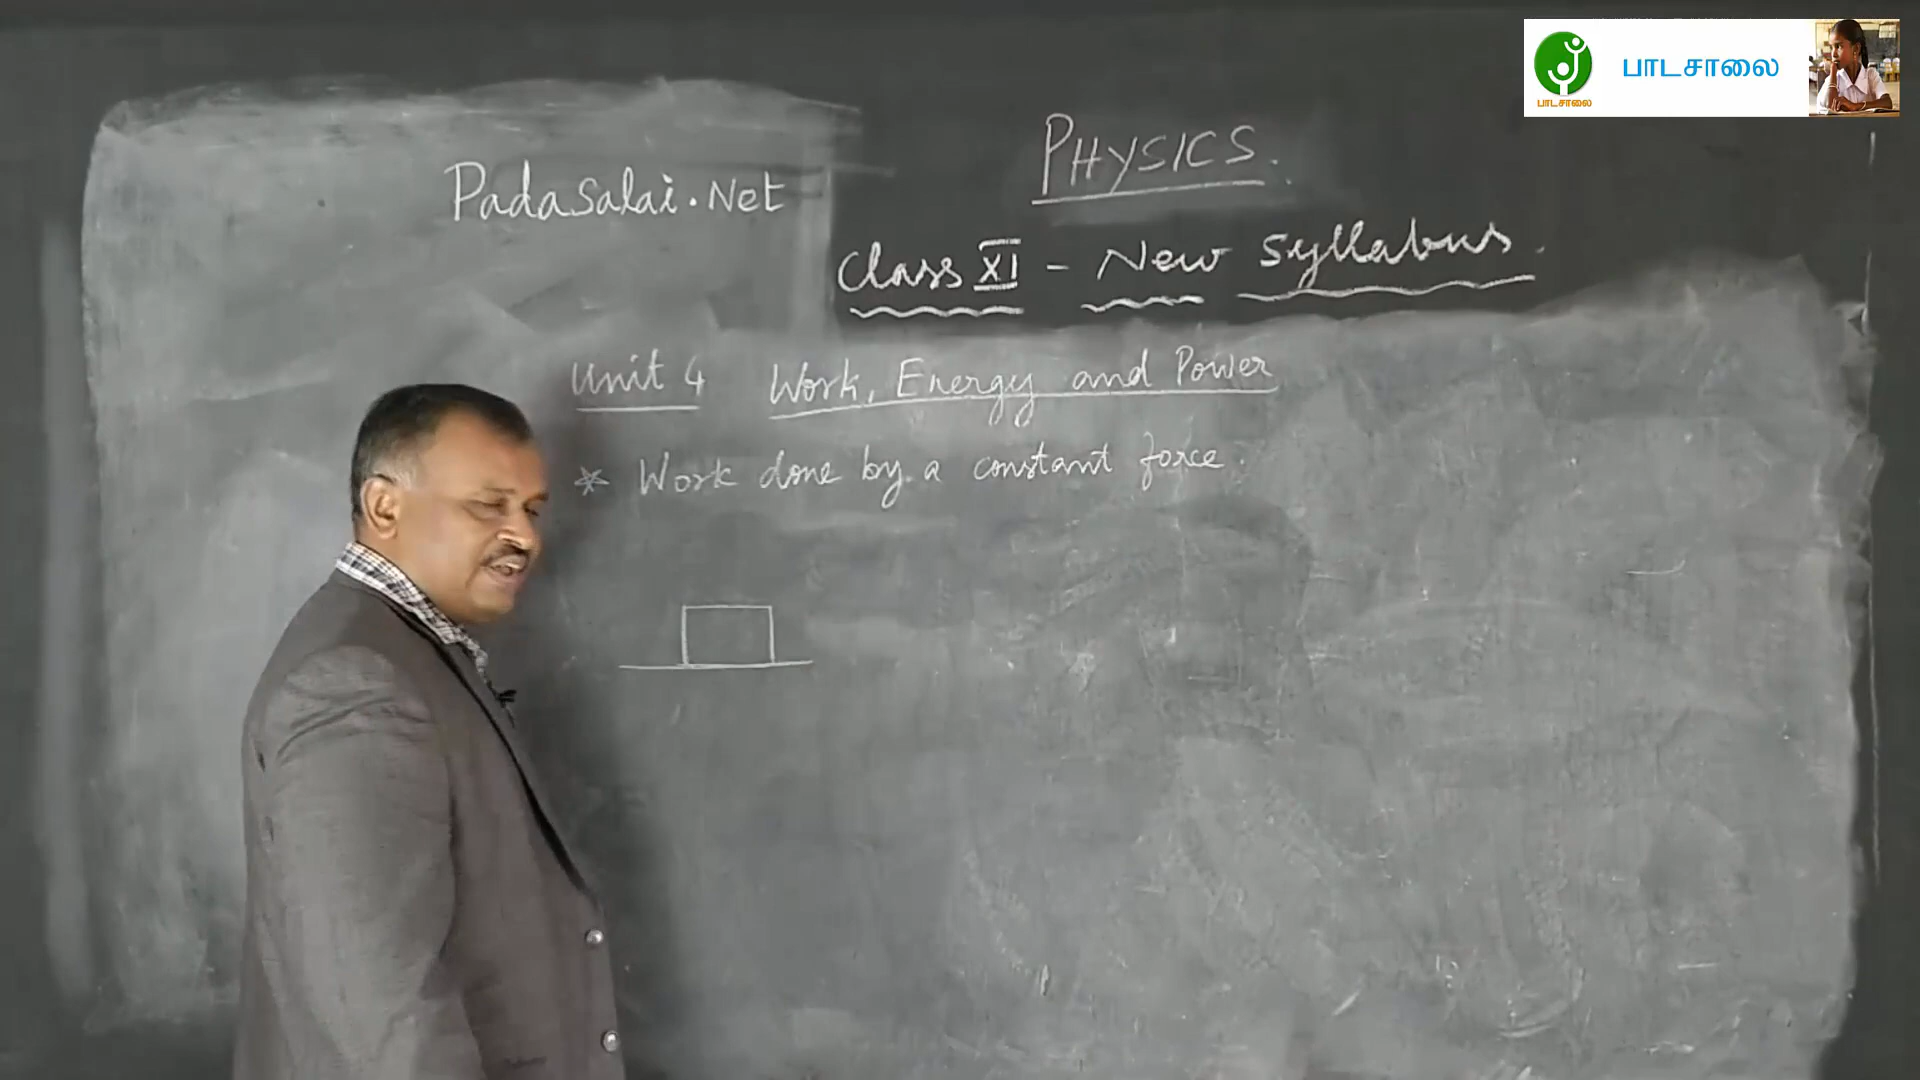 பாடசாலை
பாடசாலை
PHYSICS.
PadaSalai.Net
Class XI - New Syllabus.
Unit 4 Work, Energy and Power
* Work done by a constant force.